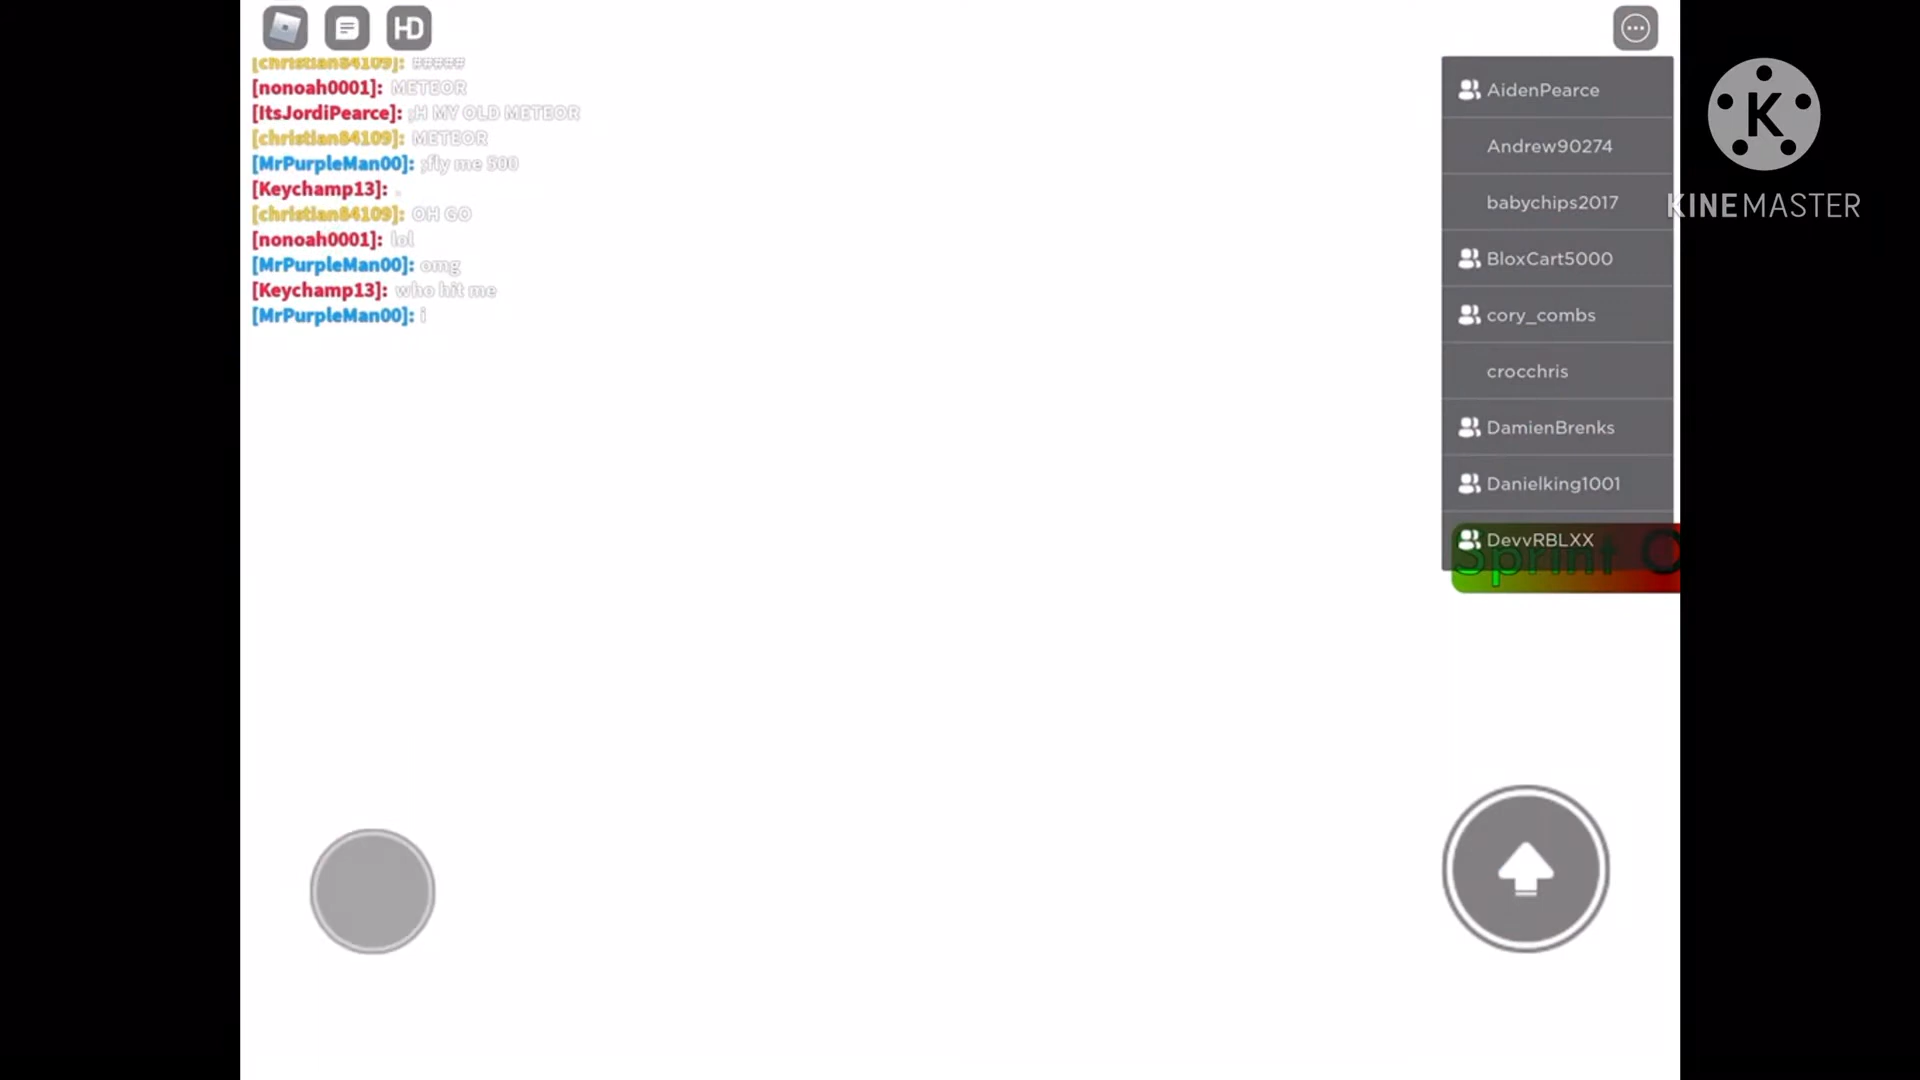 HD
[christian84109]: #####
[nonoah0001]: METEOR
[ItsJordiPearce]: ;H MY OLD METEOR
[christian84109]: METEOR
[MrPurpleMan00]: ;fly me 500
[Keychamp13]: .
[christian84109]: OH GO
[nonoah0001]: lol
[MrPurpleMan00]: omg
[Keychamp13]: who hit me
[MrPurpleMan00]: i
AidenPearce
Andrew90274
babychips2017
BloxCart5000
cory_combs
crocchris
DamienBrenks
Danielking1001
DevvRBLXX
Sprint
K
KINEMASTER